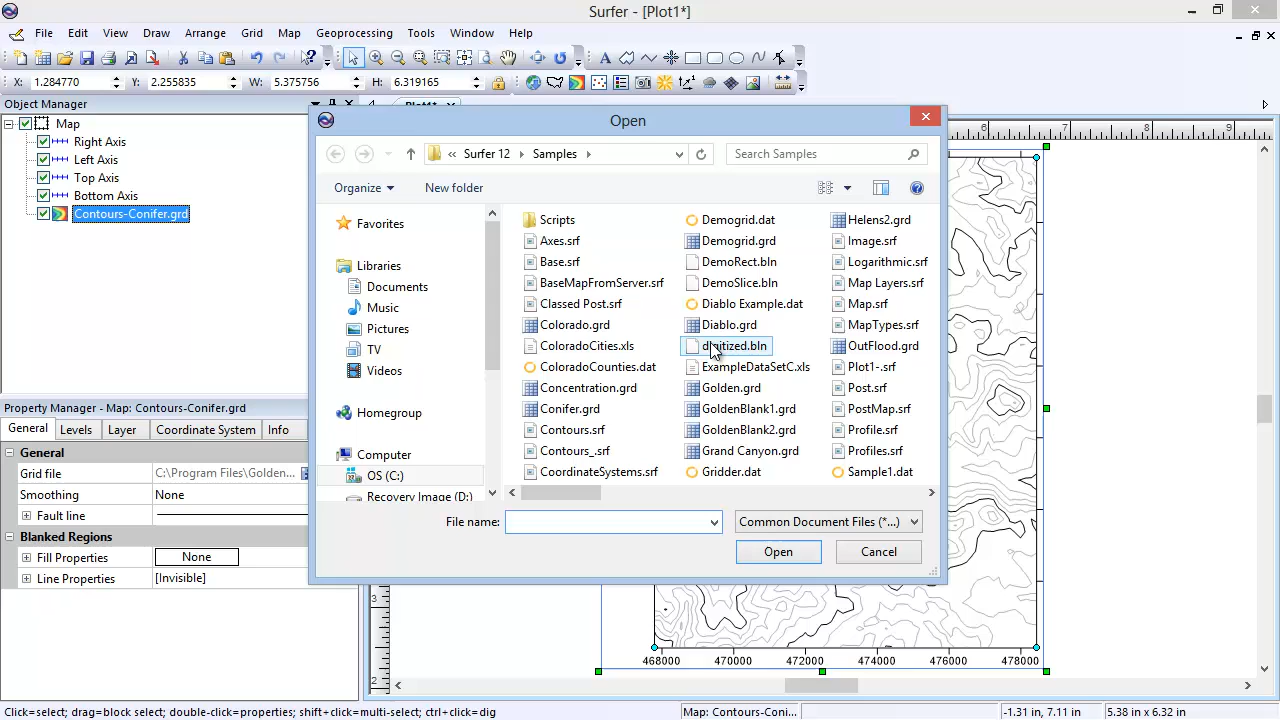 Surfer - [Plot1*]
File Edit View Draw Arrange Grid Map Geoprocessing Tools Window Help
X: 1.284770 Y: 2.255835 W: 5.375756 H: 6.319165
Object Manager
Plot1*
Map
Right Axis
Left Axis
Top Axis
Bottom Axis
Contours-Conifer.grd
Property Manager - Map: Contours-Conifer.grd
General Levels Layer Coordinate System Info
General
Grid file C:\Program Files\Golden...
Smoothing None
Fault line
Blanked Regions
Fill Properties None
Line Properties [Invisible]
Open
« Surfer 12 Samples
Search Samples
Organize New folder
Favorites
Libraries
Documents
Music
Pictures
TV
Videos
Homegroup
Computer
OS (C:)
Recovery Image (D:)
Scripts
Axes.srf
Base.srf
BaseMapFromServer.srf
Classed Post.srf
Colorado.grd
ColoradoCities.xls
ColoradoCounties.dat
Concentration.grd
Conifer.grd
Contours.srf
Contours_.srf
CoordinateSystems.srf
Demogrid.dat
Demogrid.grd
DemoRect.bln
DemoSlice.bln
Diablo Example.dat
Diablo.grd
digitized.bln
ExampleDataSetC.xls
Golden.grd
GoldenBlank1.grd
GoldenBlank2.grd
Grand Canyon.grd
Gridder.dat
Helens2.grd
Image.srf
Logarithmic.srf
Map Layers.srf
Map.srf
MapTypes.srf
OutFlood.grd
Plot1-.srf
Post.srf
PostMap.srf
Profile.srf
Profiles.srf
Sample1.dat
File name:
Common Document Files (*...)
Open Cancel
6 7 8 9
3
2
468000 470000 472000 474000 476000 478000
Click=select; drag=block select; double-click=properties; shift+click=multi-select; ctrl+click=dig
Map: Contours-Coni...
-1.31 in, 7.11 in
5.38 in x 6.32 in